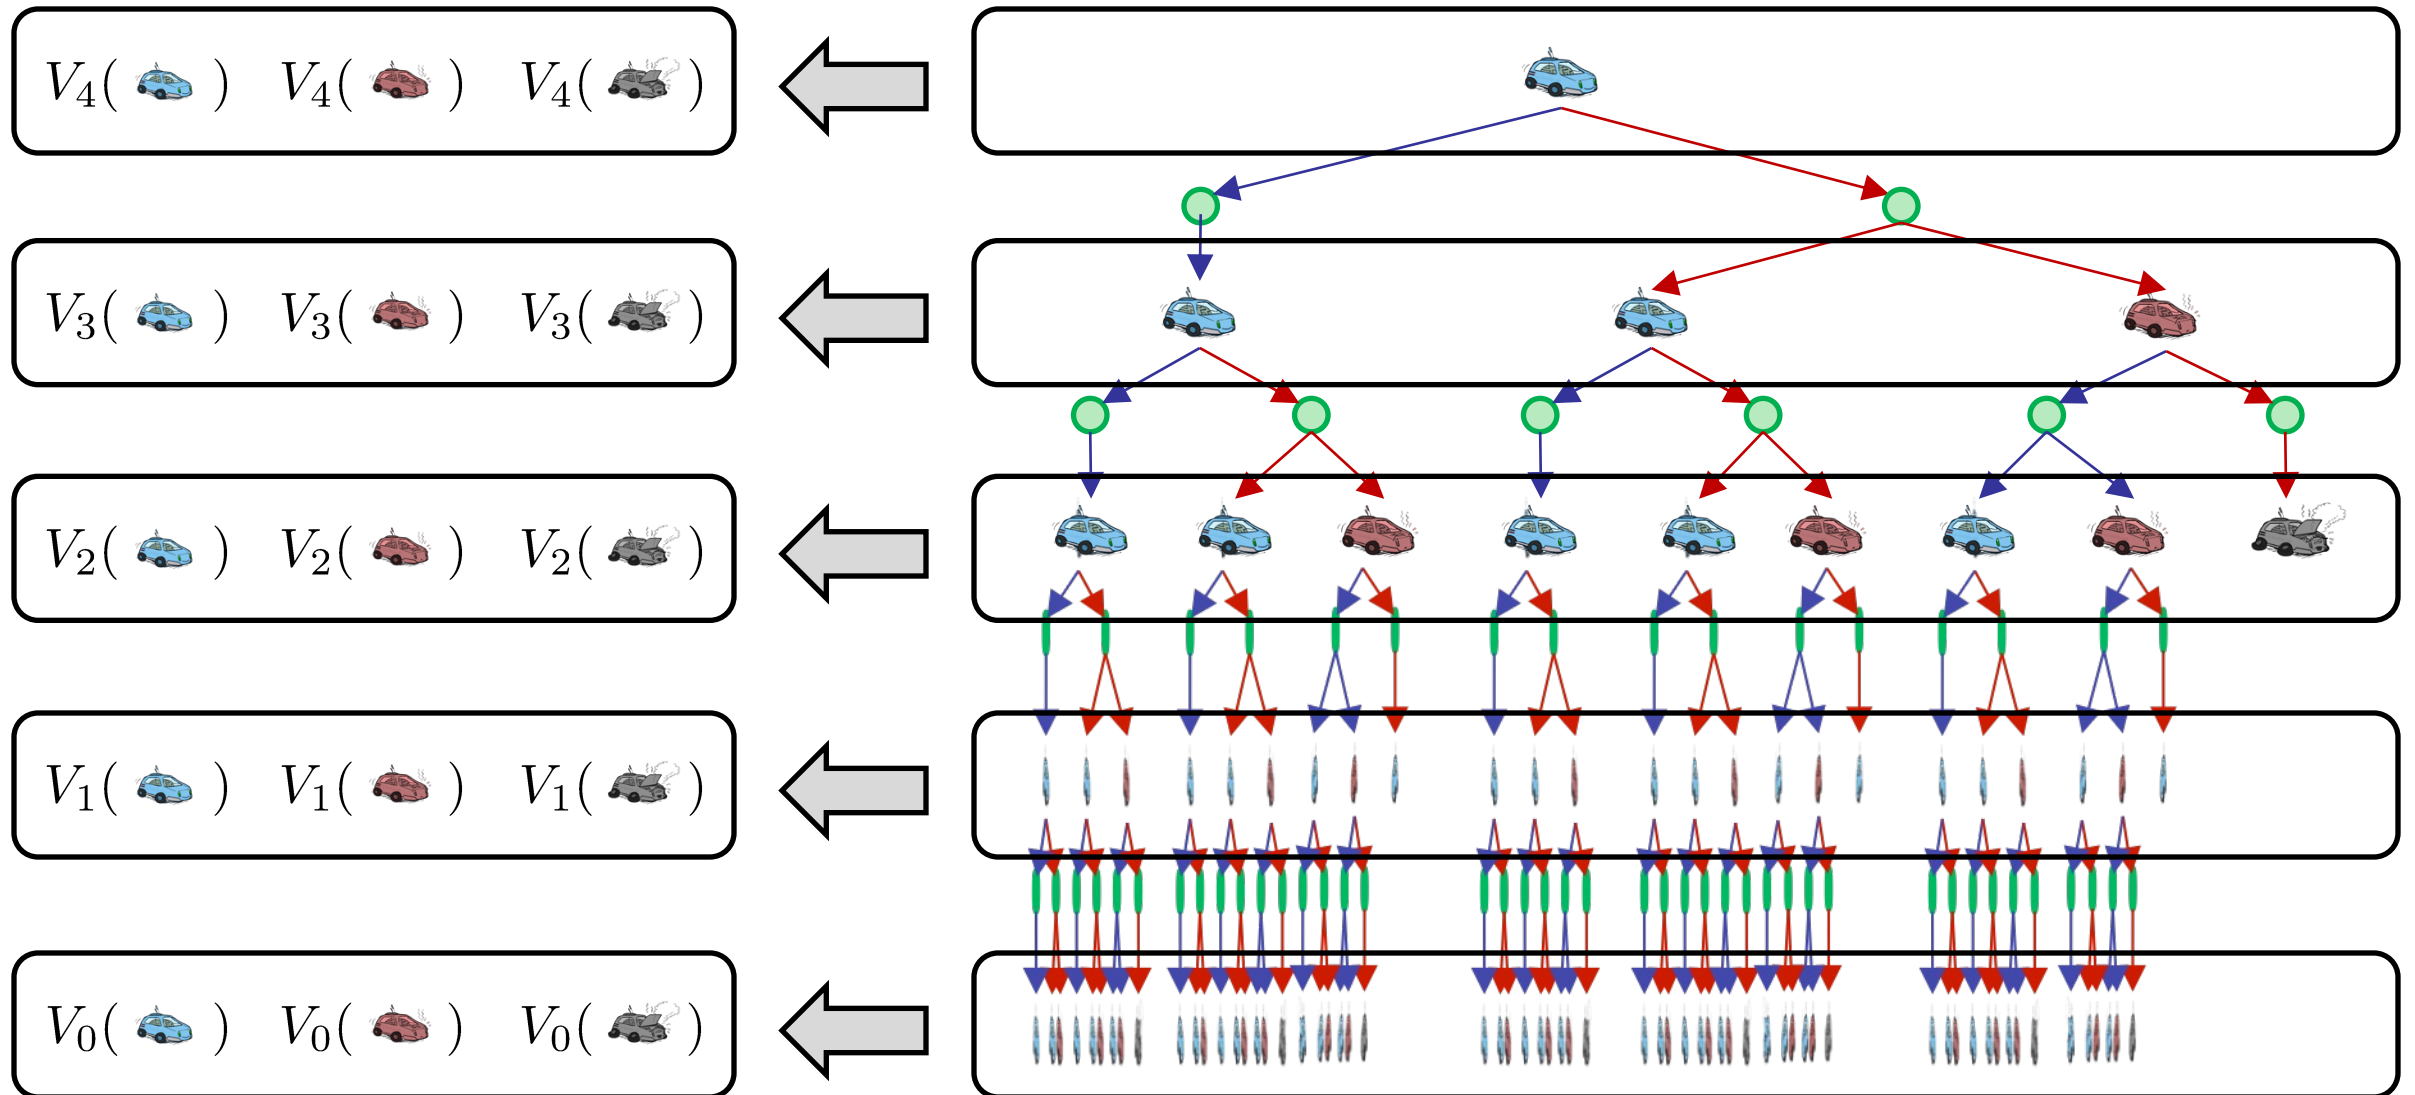 V4( ) V4( ) V4( )
V3( ) V3( ) V3( )
V2( ) V2( ) V2( )
V1( ) V1( ) V1( )
V0( ) V0( ) V0( )